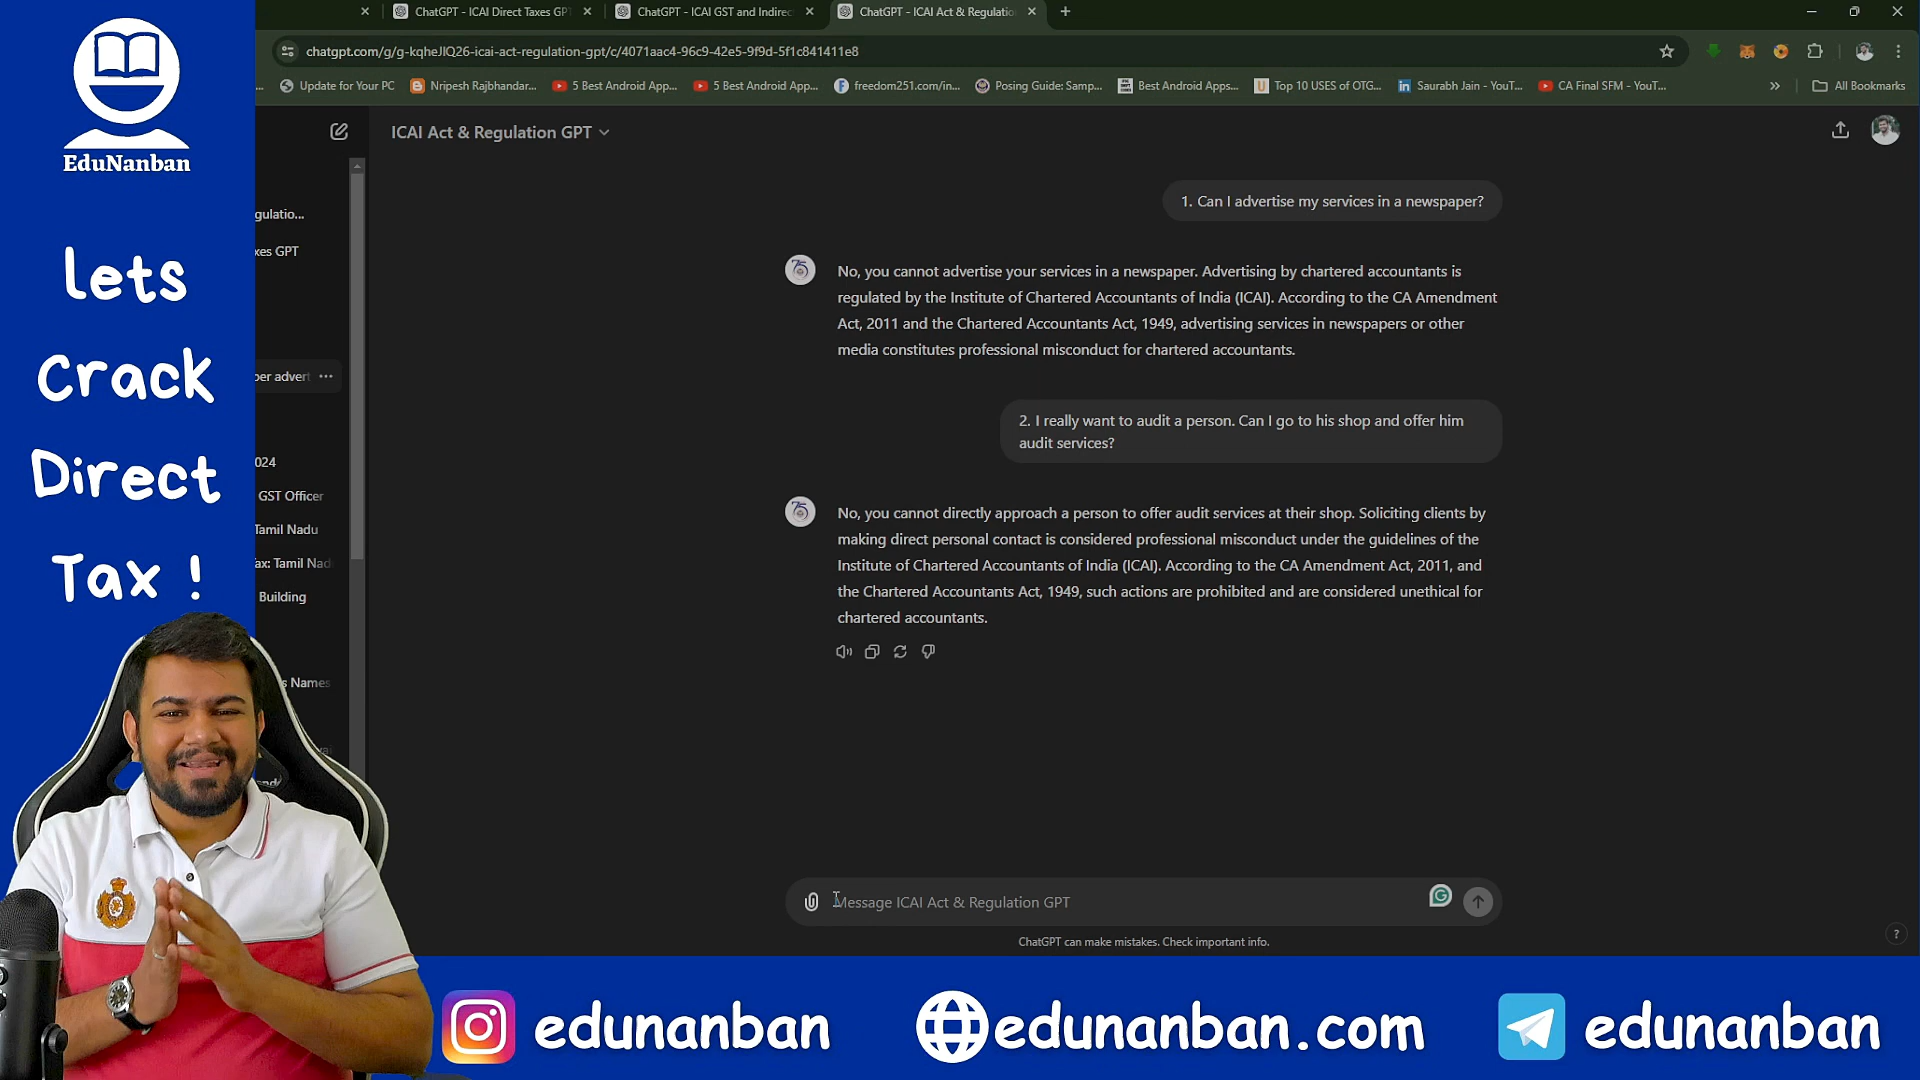 ChatGPT - ICAI Direct Taxes GP
ChatGPT - ICAI GST and Indirec
ChatGPT - ICAI Act & Regulatio
chatgpt.com/g/g-kqheJlQ26-icai-act-regulation-gpt/c/4071aac4-96c9-42e5-9f9d-5f1c841411e8
... Update for Your PC
Nripesh Rajbhandar...
5 Best Android App...
5 Best Android App...
freedom251.com/in...
Posing Guide: Samp...
Best Android Apps...
Top 10 USES of OTG...
Saurabh Jain - YouT...
CA Final SFM - YouT...
All Bookmarks
EduNanban
lets
Crack
Direct
Tax !
gulatio...
xes GPT
per advert
024
GST Officer
Tamil Nadu
ax: Tamil Nad
Building
s Names
ICAI Act & Regulation GPT
1. Can I advertise my services in a newspaper?
No, you cannot advertise your services in a newspaper. Advertising by chartered accountants is
regulated by the Institute of Chartered Accountants of India (ICAI). According to the CA Amendment
Act, 2011 and the Chartered Accountants Act, 1949, advertising services in newspapers or other
media constitutes professional misconduct for chartered accountants.
2. I really want to audit a person. Can I go to his shop and offer him
audit services?
No, you cannot directly approach a person to offer audit services at their shop. Soliciting clients by
making direct personal contact is considered professional misconduct under the guidelines of the
Institute of Chartered Accountants of India (ICAI). According to the CA Amendment Act, 2011, and
the Chartered Accountants Act, 1949, such actions are prohibited and are considered unethical for
chartered accountants.
Message ICAI Act & Regulation GPT
ChatGPT can make mistakes. Check important info.
?
edunanban
edunanban.com
edunanban